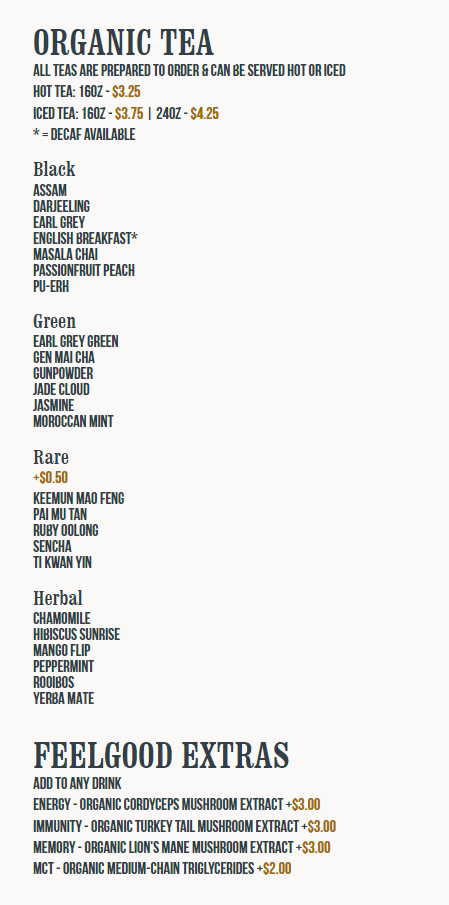 ORGANIC TEA
ALL TEAS ARE PREPARED TO ORDER & CAN BE SERVED HOT OR ICED
HOT TEA: 16OZ - $3.25
ICED TEA: 16OZ - $3.75 | 24OZ - $4.25
* = DECAF AVAILABLE
Black
ASSAM
DARJEELING
EARL GREY
ENGLISH BREAKFAST*
MASALA CHAI
PASSIONFRUIT PEACH
PU-ERH
Green
EARL GREY GREEN
GEN MAI CHA
GUNPOWDER
JADE CLOUD
JASMINE
MOROCCAN MINT
Rare
+$0.50
KEEMUN MAO FENG
PAI MU TAN
RUBY OOLONG
SENCHA
TI KWAN YIN
Herbal
CHAMOMILE
HIBISCUS SUNRISE
MANGO FLIP
PEPPERMINT
ROOIBOS
YERBA MATE
FEELGOOD EXTRAS
ADD TO ANY DRINK
ENERGY - ORGANIC CORDYCEPS MUSHROOM EXTRACT +$3.00
IMMUNITY - ORGANIC TURKEY TAIL MUSHROOM EXTRACT +$3.00
MEMORY - ORGANIC LION'S MANE MUSHROOM EXTRACT +$3.00
MCT - ORGANIC MEDIUM-CHAIN TRIGLYCERIDES +$2.00